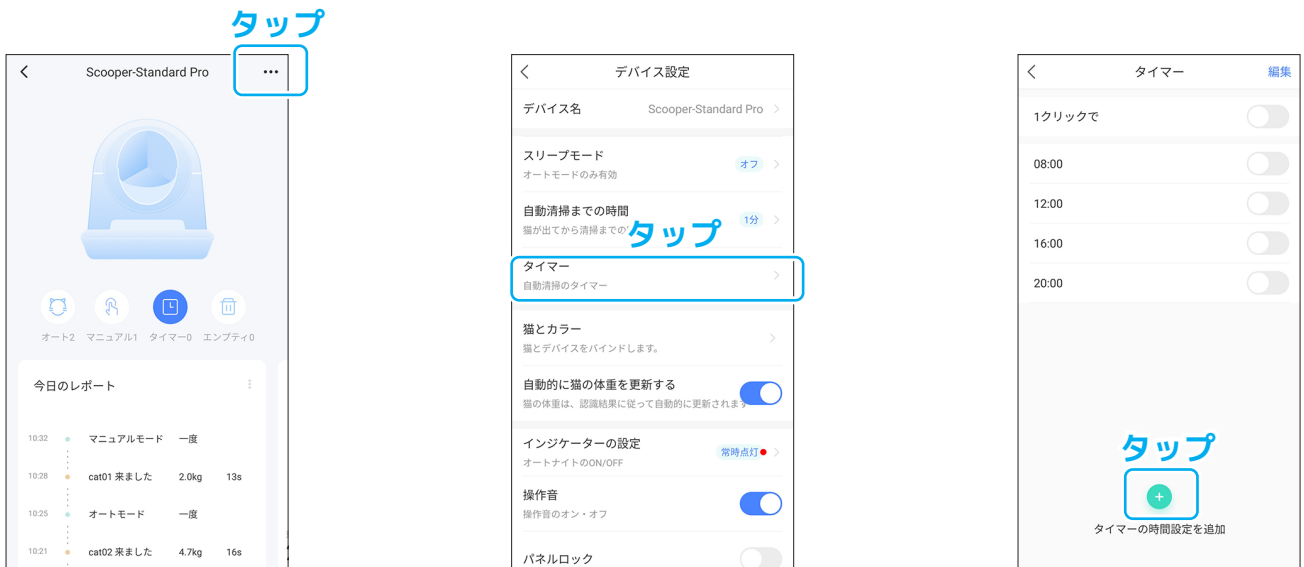 タップ
Scooper-Standard Pro
オート2
マニュアル1
タイマー0
エンプティ0
今日のレポート
10:32 マニュアルモード 一度
10:28 cat01 来ました 2.0kg 13s
10:25 オートモード 一度
10:21 cat02 来ました 4.7kg 16s
デバイス設定
デバイス名 Scooper-Standard Pro
スリープモード オフ
オートモードのみ有効
自動清掃までの時間 1分
猫が出てから清掃までの
タップ
タイマー
自動清掃のタイマー
猫とカラー
猫とデバイスをバインドします。
自動的に猫の体重を更新する
猫の体重は、認識結果に従って自動的に更新されます
インジケーターの設定 常時点灯
オートナイトのON/OFF
操作音
操作音のオン・オフ
パネルロック
タイマー 編集
1クリックで
08:00
12:00
16:00
20:00
タップ
タイマーの時間設定を追加